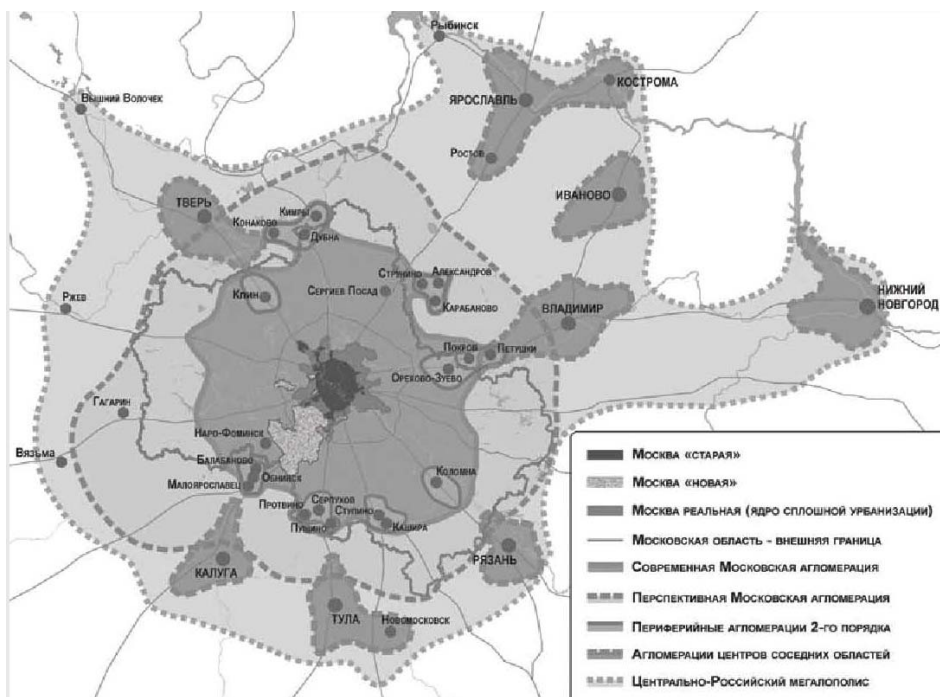 Рыбинск
Кострома
Ярославль
Вышний Волочек
Ростов
Иваново
Тверь
Кимры
Конаково
Дубна
Струнино
Александров
Клин
Сергиев Посад
Карабаново
Нижний
Новгород
Ржев
Владимир
Покров
Петушки
Орехово-Зуево
Гагарин
Наро-Фоминск
Вязьма
Балабаново
Обнинск
Малоярославец
Коломна
Протвино
Серпухов
Ступино
Пущино
Кашира
Рязань
Калуга
Тула
Новомосковск
Москва «старая»
Москва «новая»
Москва реальная (ядро сплошной урбанизации)
Московская область - внешняя граница
Современная Московская агломерация
Перспективная Московская агломерация
Периферийные агломерации 2-го порядка
Агломерации центров соседних областей
Центрально-Российский мегалополис